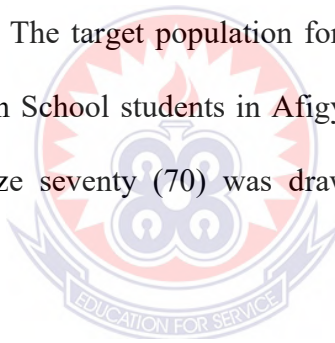 The target population for
n School students in Afigy
ze seventy (70) was draw
EDUCATION FOR SERVICE